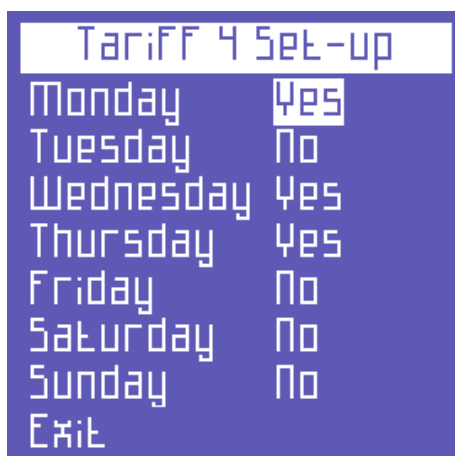 Tariff 4 Set-up
Monday Yes
Tuesday No
Wednesday Yes
Thursday Yes
Friday No
Saturday No
Sunday No
Exit